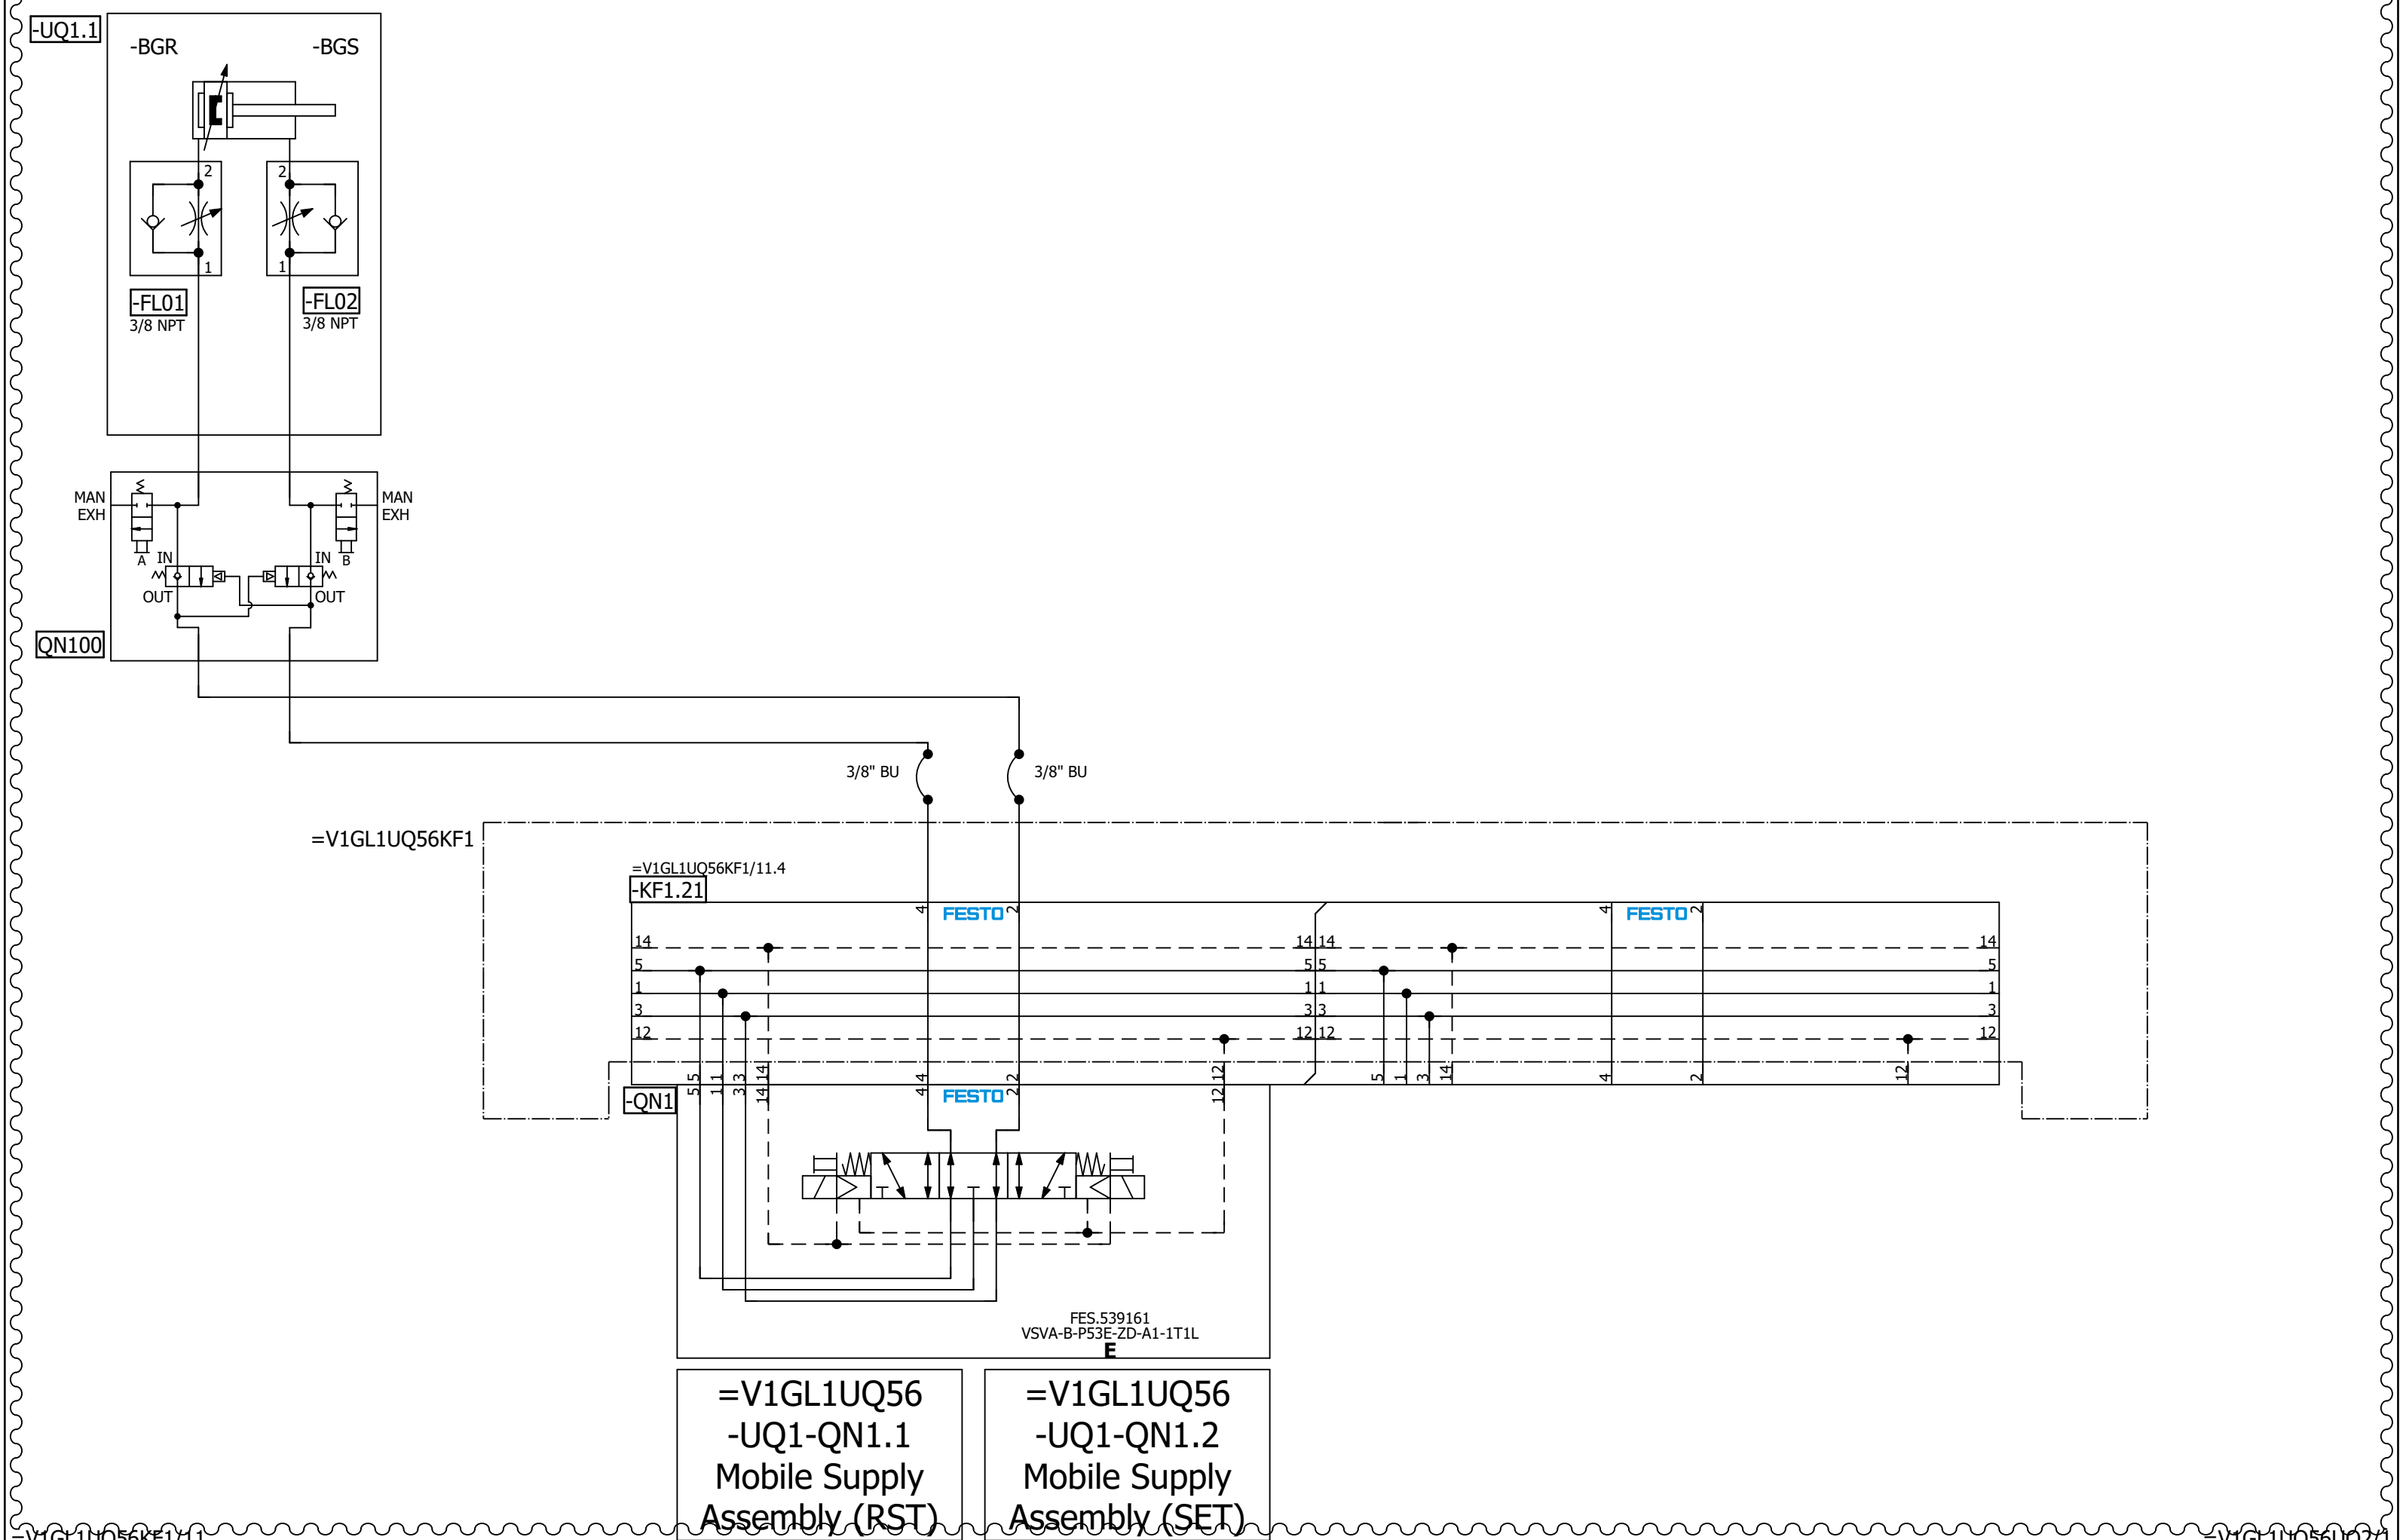 -UQ1.1
-BGR
-BGS
2
2
1
1
-FL01
3/8 NPT
-FL02
3/8 NPT
MAN
EXH
MAN
EXH
A
IN
IN
B
OUT
OUT
QN100
3/8" BU
3/8" BU
=V1GL1UQ56KF1
=V1GL1UQ56KF1/11.4
-KF1.21
4
FESTO
2
4
FESTO
2
14
14
14
14
5
5
5
5
1
1
1
1
3
3
3
3
12
12
12
12
5
1
3
14
4
2
12
5
1
3
14
4
2
12
-QN1
5
1
3
14
4
FESTO
2
12
FES.539161
VSVA-B-P53E-ZD-A1-1T1L
E
=V1GL1UQ56
-UQ1-QN1.1
Mobile Supply
Assembly (RST)
=V1GL1UQ56
-UQ1-QN1.2
Mobile Supply
Assembly (SET)
=V1GL1UQ56KF1/11
=V1GL1UQ56UQ2/1